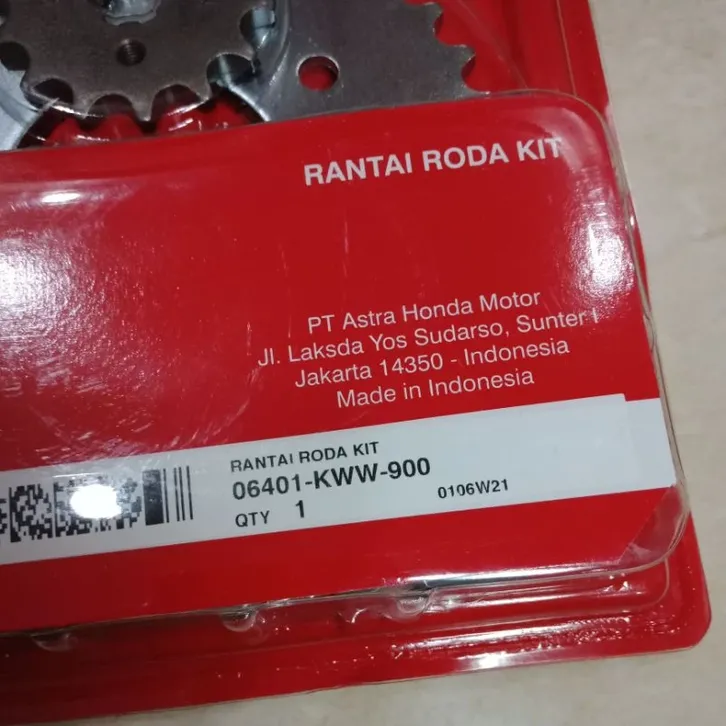 RANTAI RODA KIT
PT Astra Honda Motor
Jl. Laksda Yos Sudarso, Sunter I
Jakarta 14350 - Indonesia
Made in Indonesia
RANTAI RODA KIT
06401-KWW-900
QTY 1 0106W21